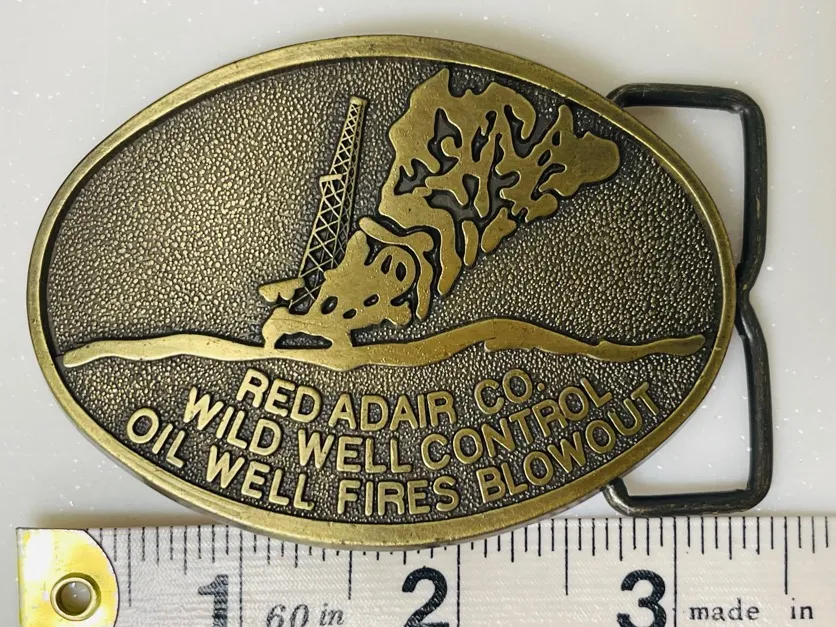 RED ADAIR CO.
WILD WELL CONTROL
OIL WELL FIRES BLOWOUT
1 60 in 2 3 made in